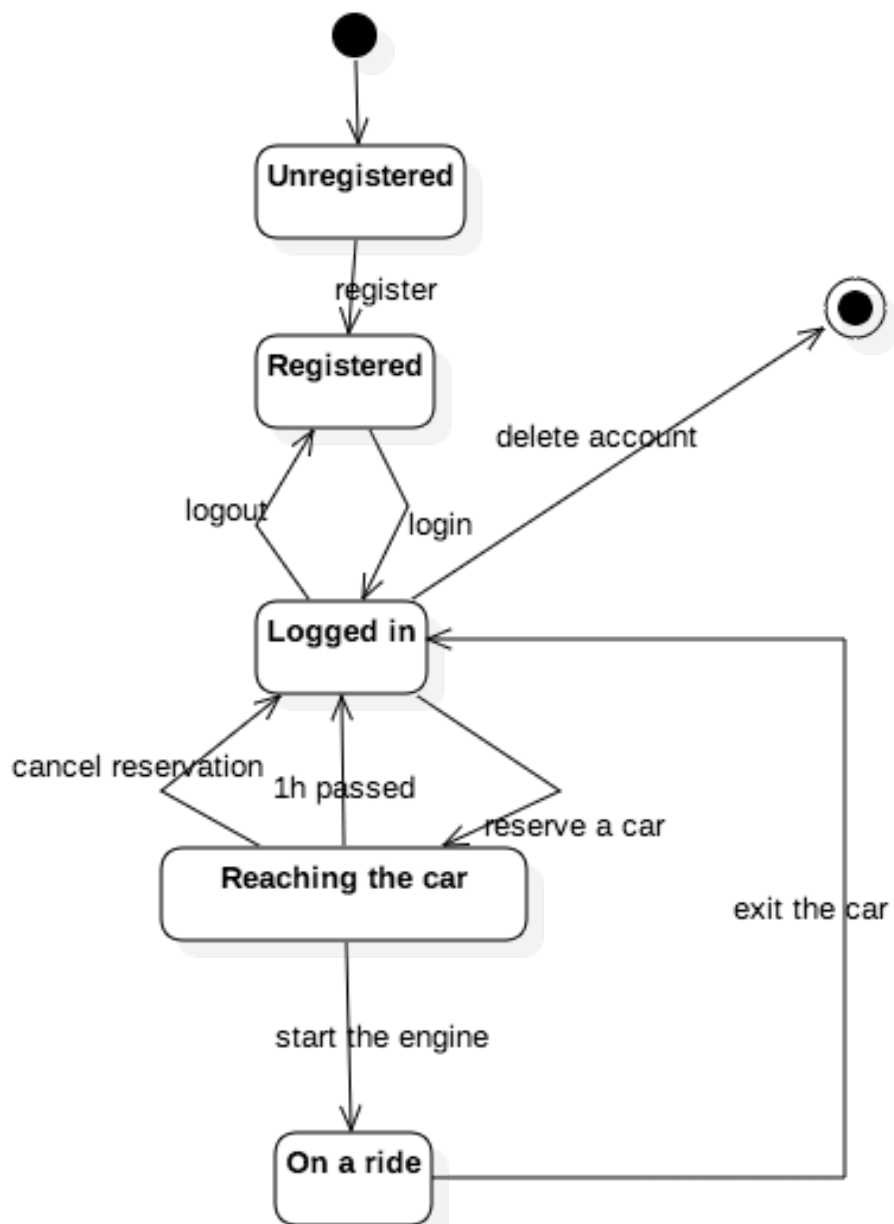 Unregistered
register
Registered
delete account
logout
login
Logged in
cancel reservation
1h passed
reserve a car
Reaching the car
exit the car
start the engine
On a ride